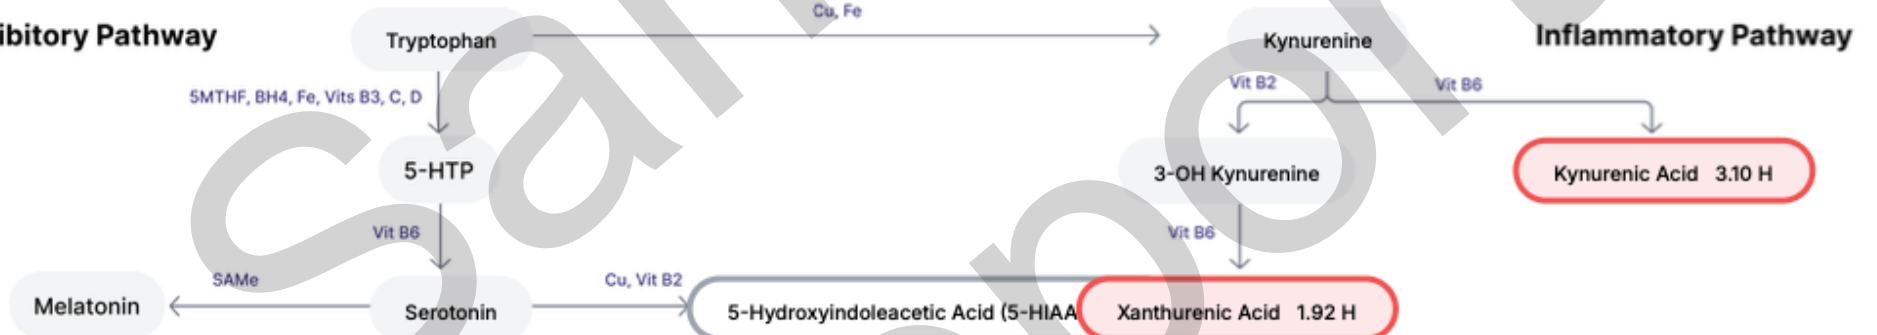 ibitory Pathway
Tryptophan
Cu, Fe
Kynurenine
Inflammatory Pathway
5MTHF, BH4, Fe, Vits B3, C, D
Vit B2
Vit B6
5-HTP
3-OH Kynurenine
Kynurenic Acid 3.10 H
Vit B6
Vit B6
SAMe
Cu, Vit B2
Melatonin
Serotonin
5-Hydroxyindoleacetic Acid (5-HIAA
Xanthurenic Acid 1.92 H